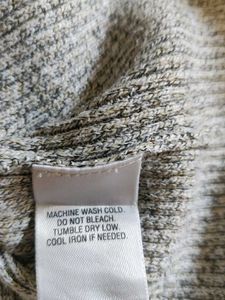 MACHINE WASH COLD.
DO NOT BLEACH.
TUMBLE DRY LOW.
COOL IRON IF NEEDED.